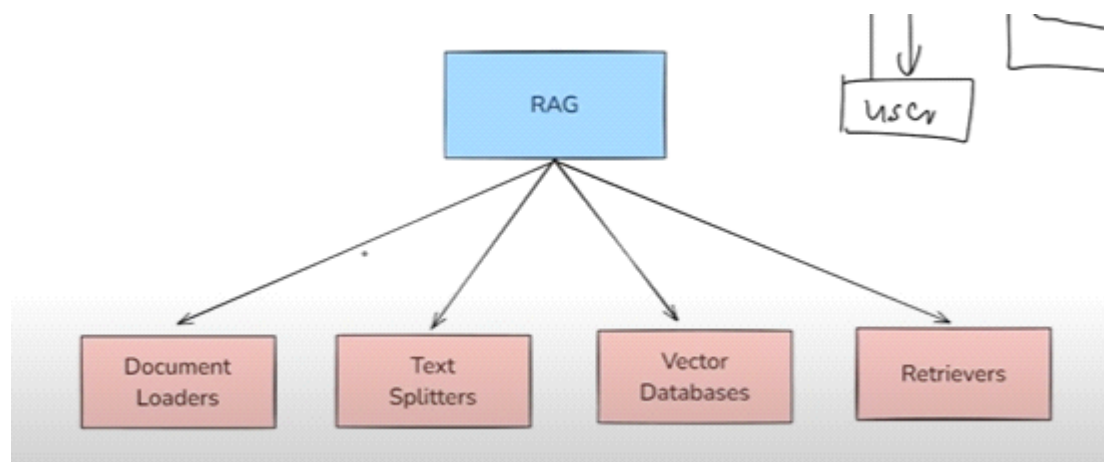 RAG
user
Document
Loaders
Text
Splitters
Vector
Databases
Retrievers